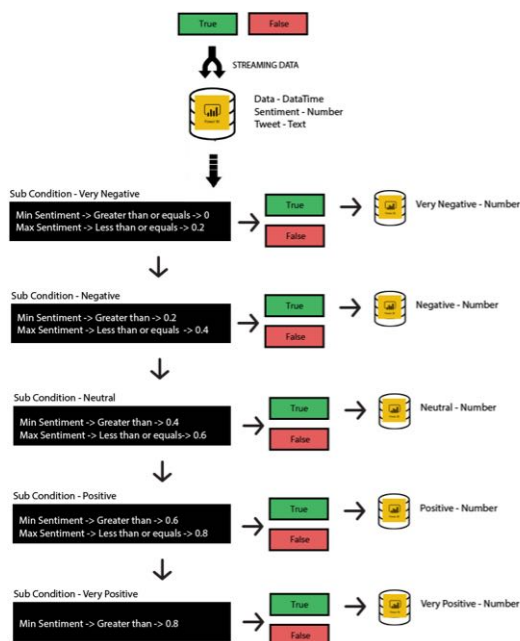 True
False
STREAMING DATA
Data - DataTime
Sentiment - Number
Tweet - Text
Sub Condition - Very Negative
Min Sentiment -> Greater than or equals -> 0
Max Sentiment -> Less than or equals -> 0.2
True
False
Very Negative - Number
Sub Condition - Negative
Min Sentiment -> Greater than -> 0.2
Max Sentiment -> Less than or equals -> 0.4
True
False
Negative - Number
Sub Condition - Neutral
Min Sentiment -> Greater than -> 0.4
Max Sentiment -> Less than or equals-> 0.6
True
False
Neutral - Number
Sub Condition - Positive
Min Sentiment -> Greater than -> 0.6
Max Sentiment -> Less than or equals -> 0.8
True
False
Positive - Number
Sub Condition - Very Positive
Min Sentiment -> Greater than -> 0.8
True
False
Very Positive - Number